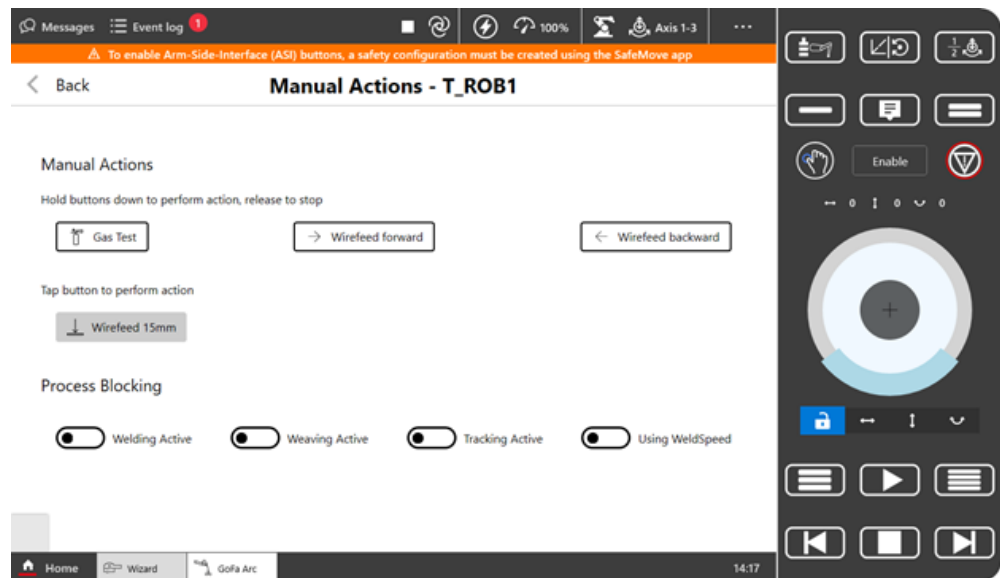 Messages Event log 1 100% Axis 1-3 ...
To enable Arm-Side-Interface (ASI) buttons, a safety configuration must be created using the SafeMove app
Back Manual Actions - T_ROB1
Manual Actions
Hold buttons down to perform action, release to stop
Gas Test Wirefeed forward Wirefeed backward
Tap button to perform action
Wirefeed 15mm
Process Blocking
Welding Active Weaving Active Tracking Active Using WeldSpeed
Home Wizard GoFa Arc 14:17
1/2
Enable
0 0 0